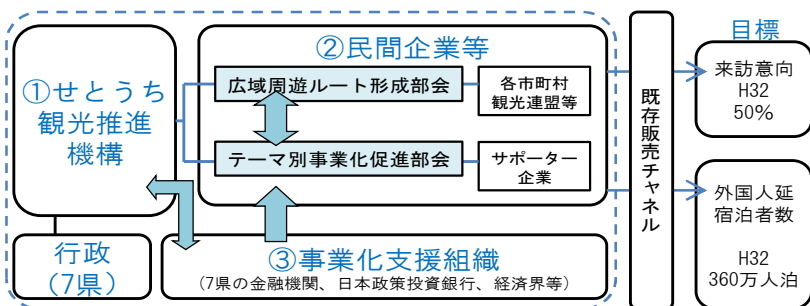 ①せとうち
観光推進
機構
行政
(7県)
②民間企業等
広域周遊ルート形成部会
各市町村
観光連盟等
テーマ別事業化促進部会
サポーター
企業
③事業化支援組織
(7県の金融機関、日本政策投資銀行、経済界等)
既存販売チャネル
目標
来訪意向
H32
50%
外国人延
宿泊者数
H32
360万人泊